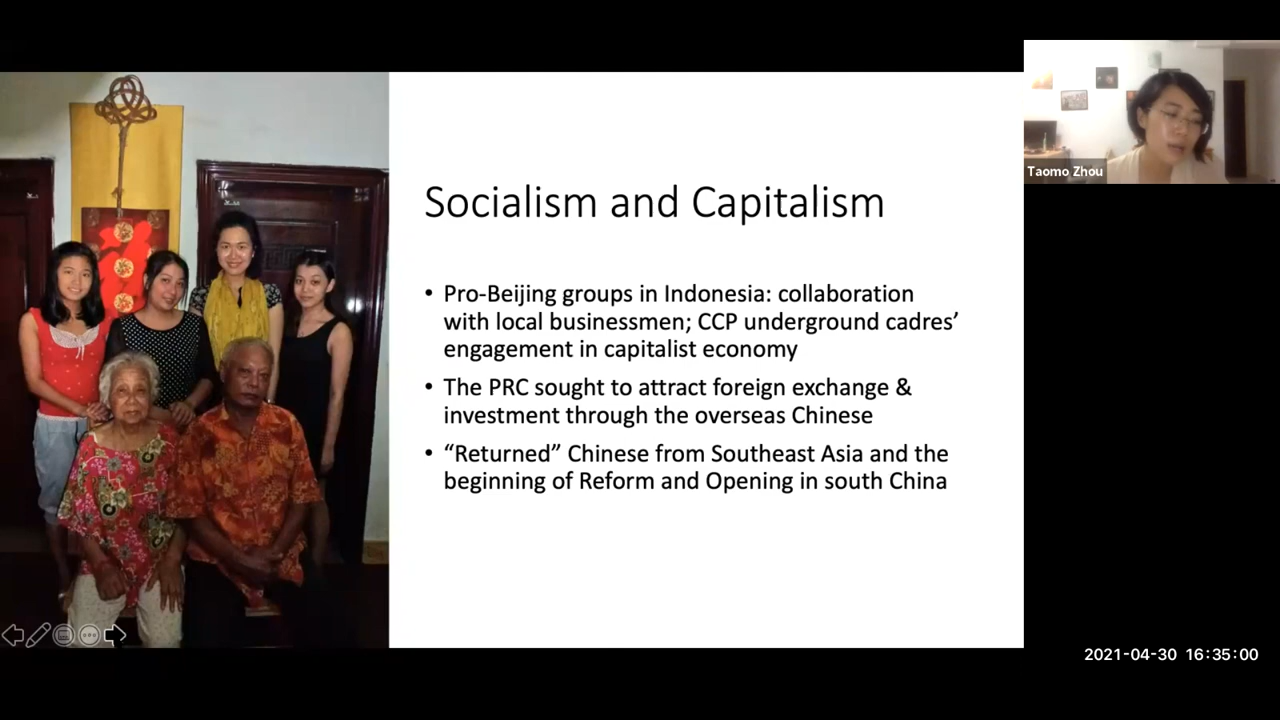 Socialism and Capitalism
• Pro-Beijing groups in Indonesia: collaboration
with local businessmen; CCP underground cadres’
engagement in capitalist economy
• The PRC sought to attract foreign exchange &
investment through the overseas Chinese
• “Returned” Chinese from Southeast Asia and the
beginning of Reform and Opening in south China
Taomo Zhou
2021-04-30 16:35:00